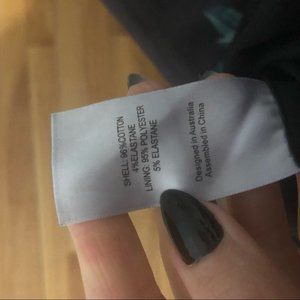 SHELL: 96%COTTON
4%ELASTANE
LINING: 95% POLYESTER
5% ELASTANE
Designed in Australia
Assembled in China